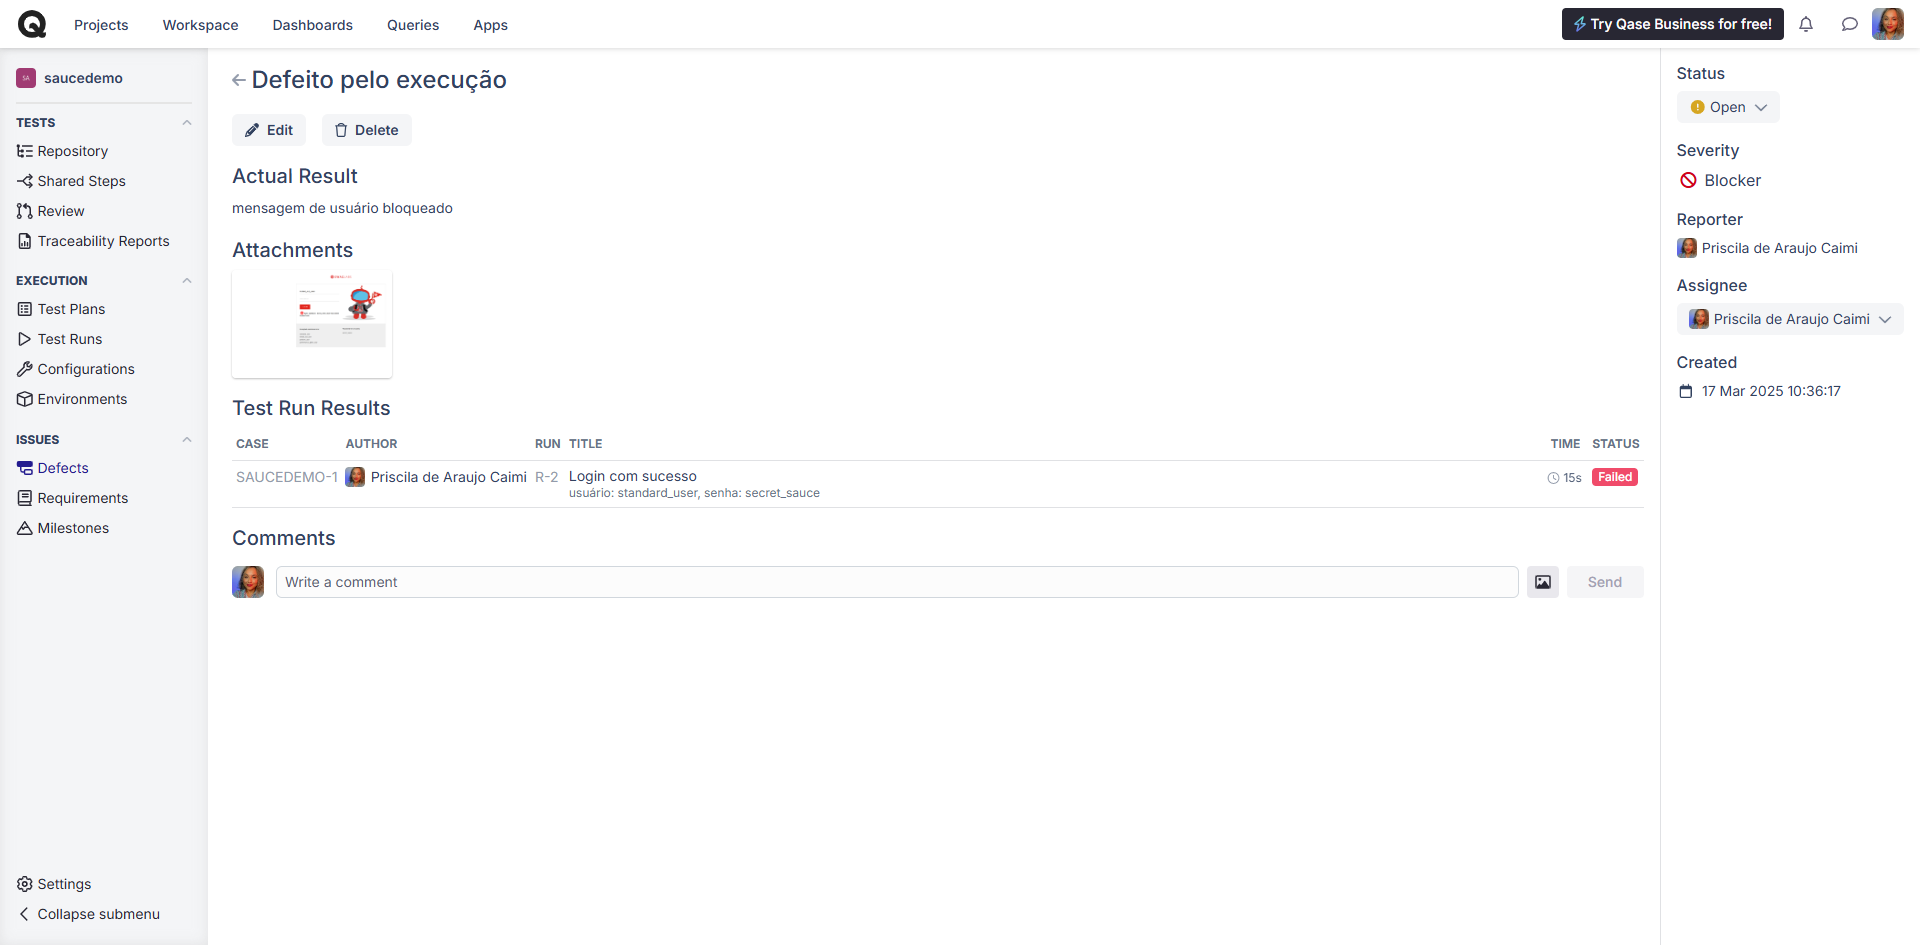 Projects
Workspace
Dashboards
Queries
Apps
Try Qase Business for free!
SA
saucedemo
TESTS
Repository
Shared Steps
Review
Traceability Reports
EXECUTION
Test Plans
Test Runs
Configurations
Environments
ISSUES
Defects
Requirements
Milestones
Settings
Collapse submenu
Defeito pelo execução
Edit
Delete
Actual Result
mensagem de usuário bloqueado
Attachments
Test Run Results
CASE AUTHOR RUN TITLE TIME STATUS
SAUCEDEMO-1 Priscila de Araujo Caimi R-2 Login com sucesso 15s Failed
usuário: standard_user, senha: secret_sauce
Comments
Write a comment
Send
Status
Open
Severity
Blocker
Reporter
Priscila de Araujo Caimi
Assignee
Priscila de Araujo Caimi
Created
17 Mar 2025 10:36:17